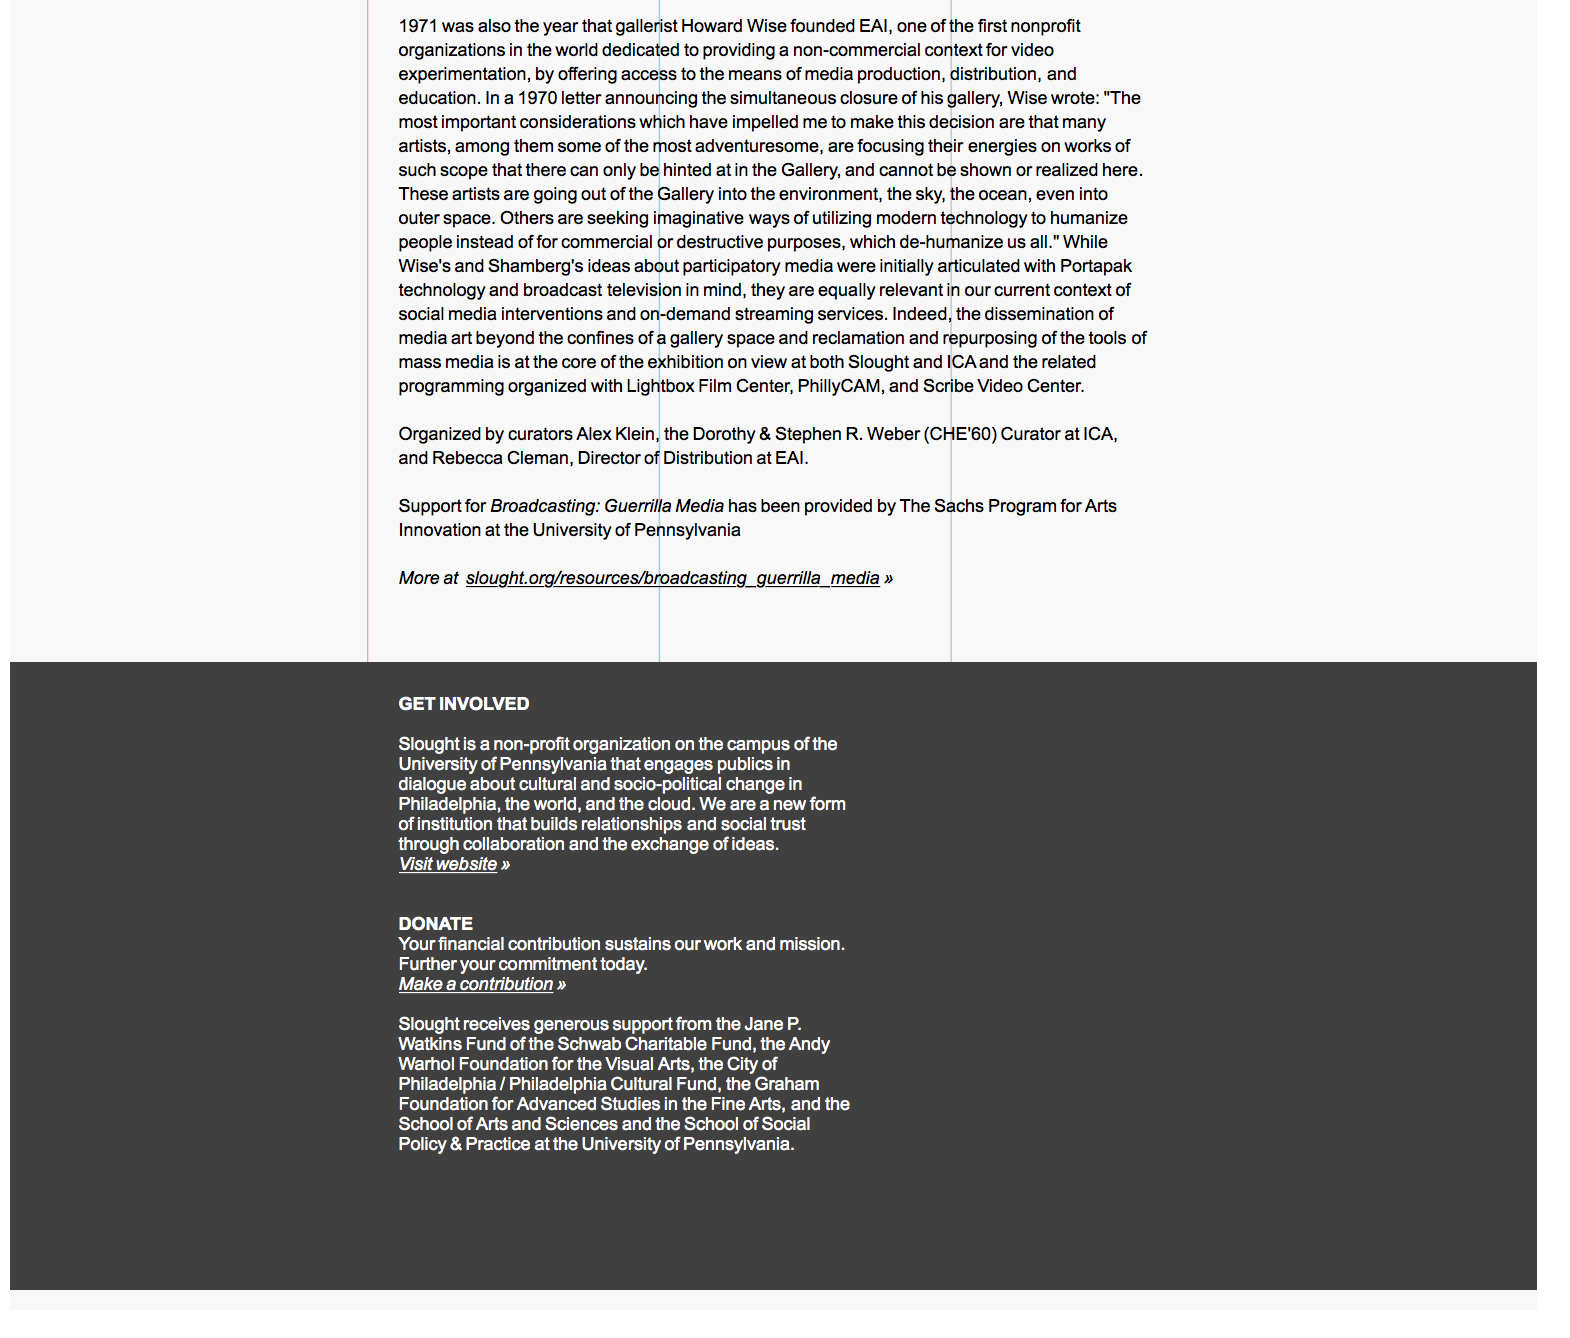 1971 was also the year that gallerist Howard Wise founded EAI, one of the first nonprofit
organizations in the world dedicated to providing a non-commercial context for video
experimentation, by offering access to the means of media production, distribution, and
education. In a 1970 letter announcing the simultaneous closure of his gallery, Wise wrote: "The
most important considerations which have impelled me to make this decision are that many
artists, among them some of the most adventuresome, are focusing their energies on works of
such scope that there can only be hinted at in the Gallery, and cannot be shown or realized here.
These artists are going out of the Gallery into the environment, the sky, the ocean, even into
outer space. Others are seeking imaginative ways of utilizing modern technology to humanize
people instead of for commercial or destructive purposes, which de-humanize us all." While
Wise's and Shamberg's ideas about participatory media were initially articulated with Portapak
technology and broadcast television in mind, they are equally relevant in our current context of
social media interventions and on-demand streaming services. Indeed, the dissemination of
media art beyond the confines of a gallery space and reclamation and repurposing of the tools of
mass media is at the core of the exhibition on view at both Slought and ICA and the related
programming organized with Lightbox Film Center, PhillyCAM, and Scribe Video Center.
Organized by curators Alex Klein, the Dorothy & Stephen R. Weber (CHE'60) Curator at ICA,
and Rebecca Cleman, Director of Distribution at EAI.
Support for Broadcasting: Guerrilla Media has been provided by The Sachs Program for Arts
Innovation at the University of Pennsylvania
More at slought.org/resources/broadcasting_guerrilla_media »
GET INVOLVED
Slought is a non-profit organization on the campus of the
University of Pennsylvania that engages publics in
dialogue about cultural and socio-political change in
Philadelphia, the world, and the cloud. We are a new form
of institution that builds relationships and social trust
through collaboration and the exchange of ideas.
Visit website »
DONATE
Your financial contribution sustains our work and mission.
Further your commitment today.
Make a contribution »
Slought receives generous support from the Jane P.
Watkins Fund of the Schwab Charitable Fund, the Andy
Warhol Foundation for the Visual Arts, the City of
Philadelphia / Philadelphia Cultural Fund, the Graham
Foundation for Advanced Studies in the Fine Arts, and the
School of Arts and Sciences and the School of Social
Policy & Practice at the University of Pennsylvania.